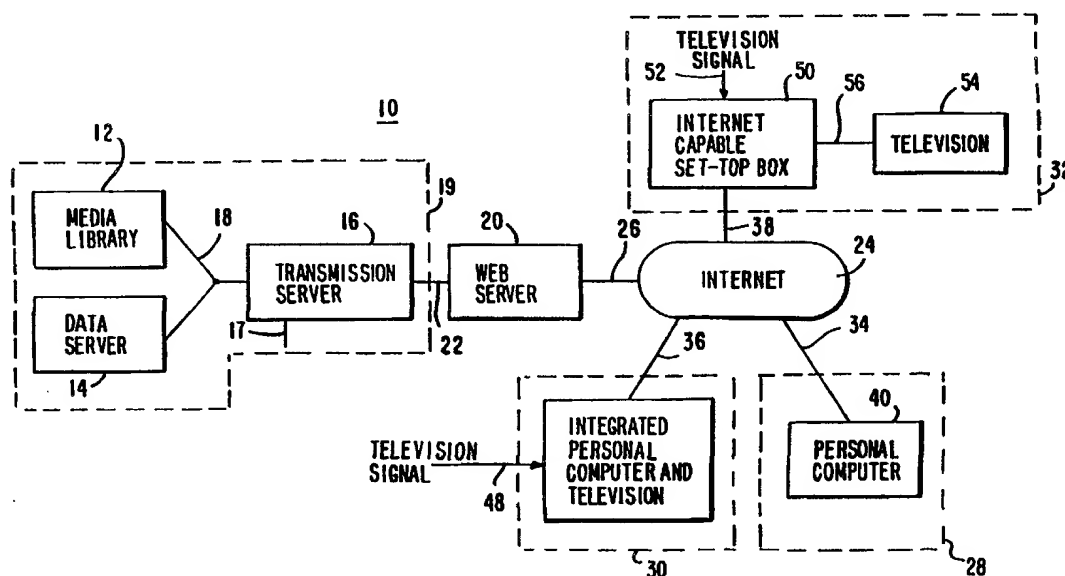 TELEVISION
SIGNAL
52
50
56
54
INTERNET
CAPABLE
SET-TOP BOX
TELEVISION
32
10
12
MEDIA
LIBRARY
18
19
16
TRANSMISSION
SERVER
17
DATA
SERVER
14
20
WEB
SERVER
22
26
38
INTERNET
24
36
34
TELEVISION
SIGNAL
48
INTEGRATED
PERSONAL
COMPUTER AND
TELEVISION
30
40
PERSONAL
COMPUTER
28